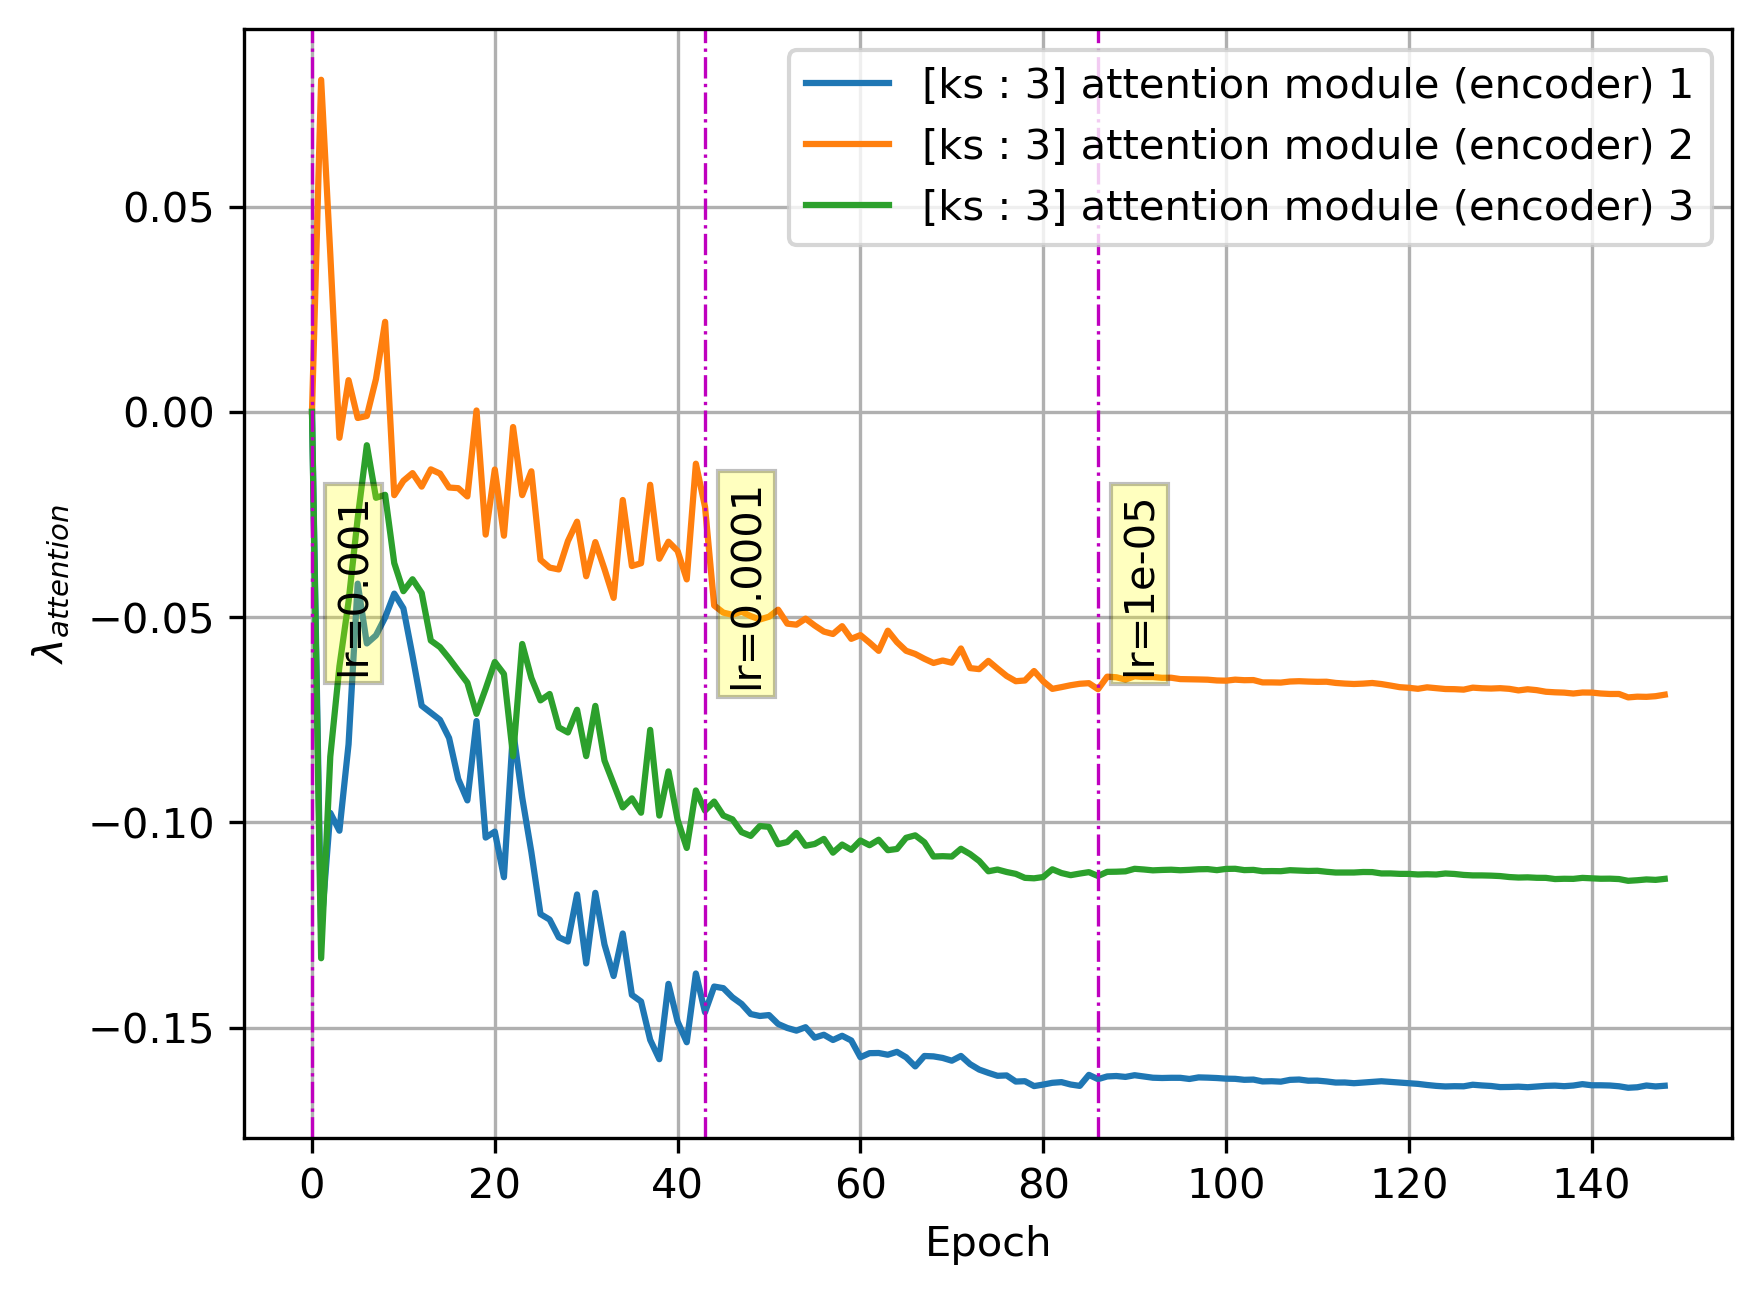 [ks : 3] attention module (encoder) 1
[ks : 3] attention module (encoder) 2
[ks : 3] attention module (encoder) 3
0.05
0.00
−0.05
−0.10
−0.15
λattention
lr=0.001
lr=0.0001
lr=1e-05
0 20 40 60 80 100 120 140
Epoch